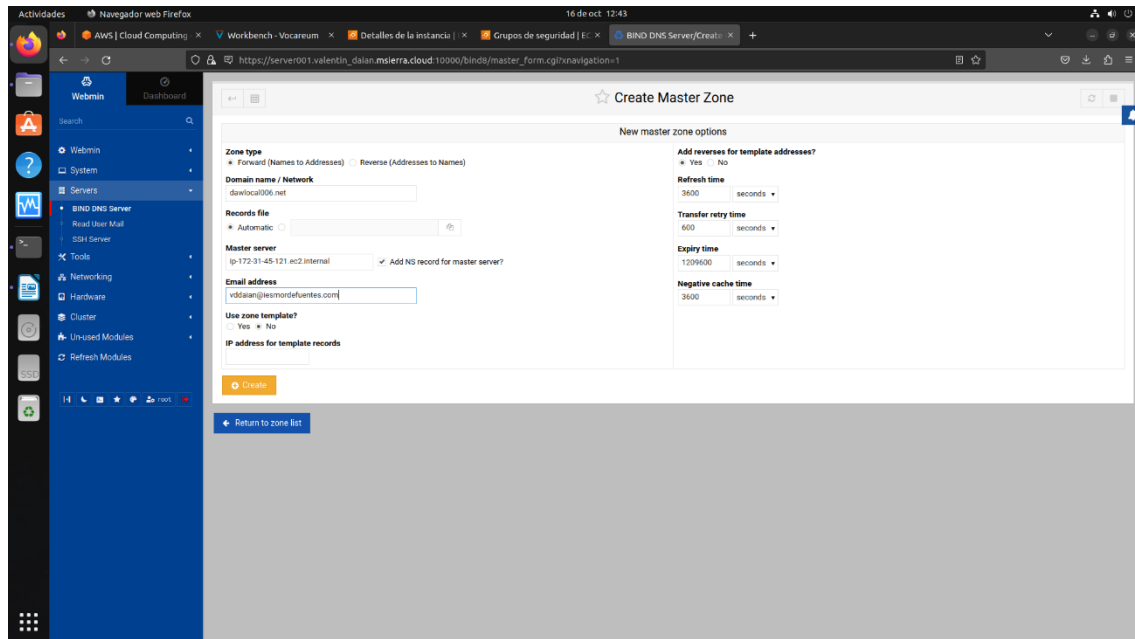 Actividades Navegador web Firefox 16 de oct 12:43
AWS | Cloud Computing - Workbench - Vocareum Detalles de la instancia | Grupos de seguridad | EC BIND DNS Server/Create
https://server001.valentin_daian.msierra.cloud:10000/bind8/master_form.cgi?xnavigation=1
Webmin Dashboard
Search
Webmin
System
Servers
BIND DNS Server
Read User Mail
SSH Server
Tools
Networking
Hardware
Cluster
Un-used Modules
Refresh Modules
root
Create Master Zone
New master zone options
Zone type
Forward (Names to Addresses) Reverse (Addresses to Names)
Domain name / Network
dawlocal006.net
Records file
Automatic
Master server
ip-172-31-45-121.ec2.internal Add NS record for master server?
Email address
vddaian@iesmordefuentes.com
Use zone template?
Yes No
IP address for template records
Add reverses for template addresses?
Yes No
Refresh time
3600 seconds
Transfer retry time
600 seconds
Expiry time
1209600 seconds
Negative cache time
3600 seconds
Create
Return to zone list
SSD